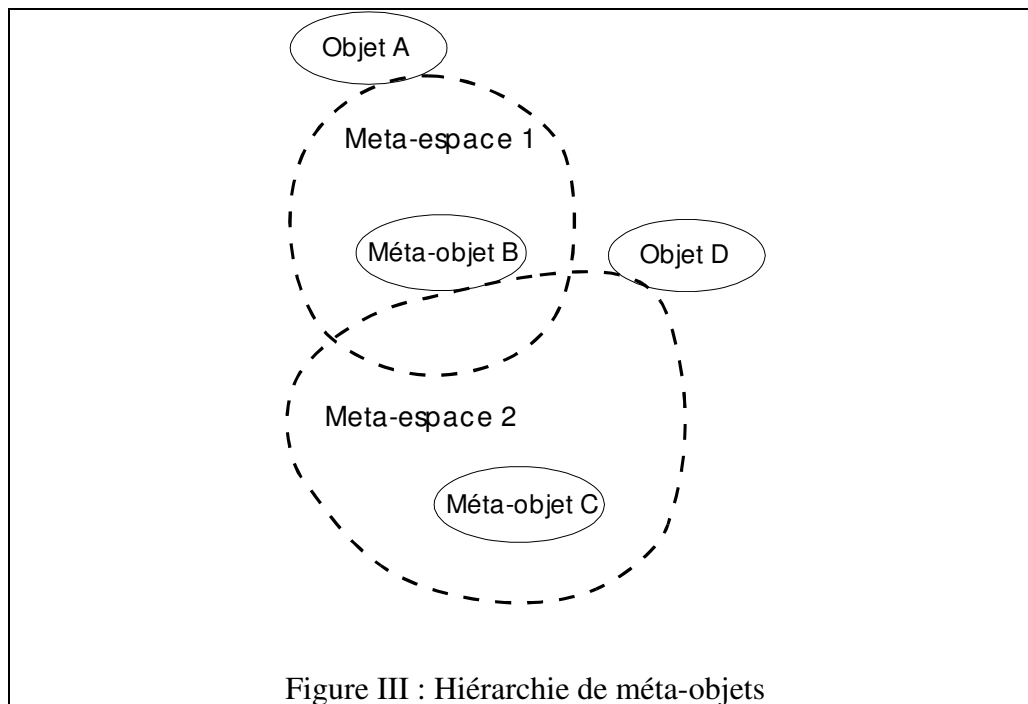 Objet A
Meta-espace 1
Méta-objet B
Objet D
Meta-espace 2
Méta-objet C
Figure III : Hiérarchie de méta-objets